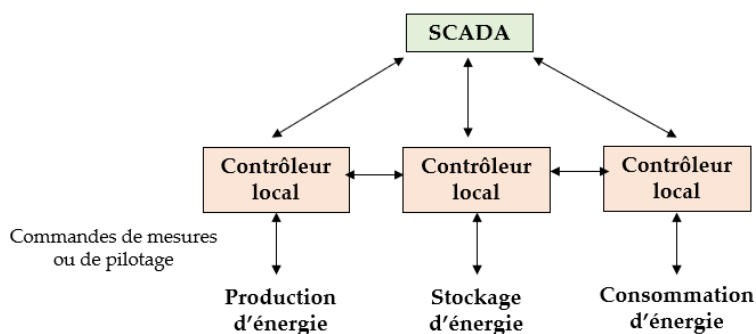 SCADA
Contrôleur
local
Contrôleur
local
Contrôleur
local
Commandes de mesures
ou de pilotage
Production
d'énergie
Stockage
d'énergie
Consommation
d'énergie